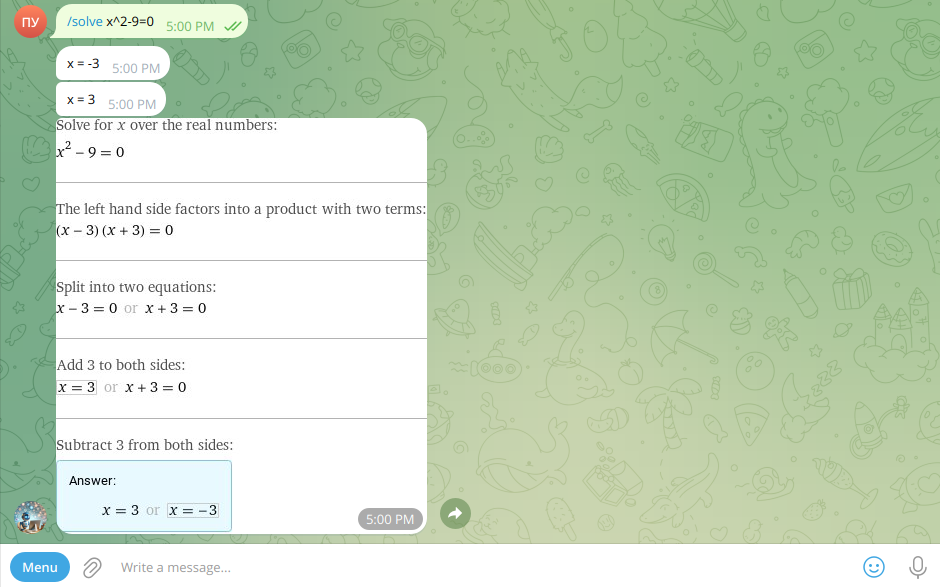 ПУ
/solve x^2-9=0 5:00 PM
x = -3 5:00 PM
x = 3 5:00 PM
Solve for x over the real numbers:
x² − 9 = 0
The left hand side factors into a product with two terms:
(x − 3) (x + 3) = 0
Split into two equations:
x − 3 = 0 or x + 3 = 0
Add 3 to both sides:
x = 3 or x + 3 = 0
Subtract 3 from both sides:
Answer:
x = 3 or x = −3
5:00 PM
Menu
Write a message...